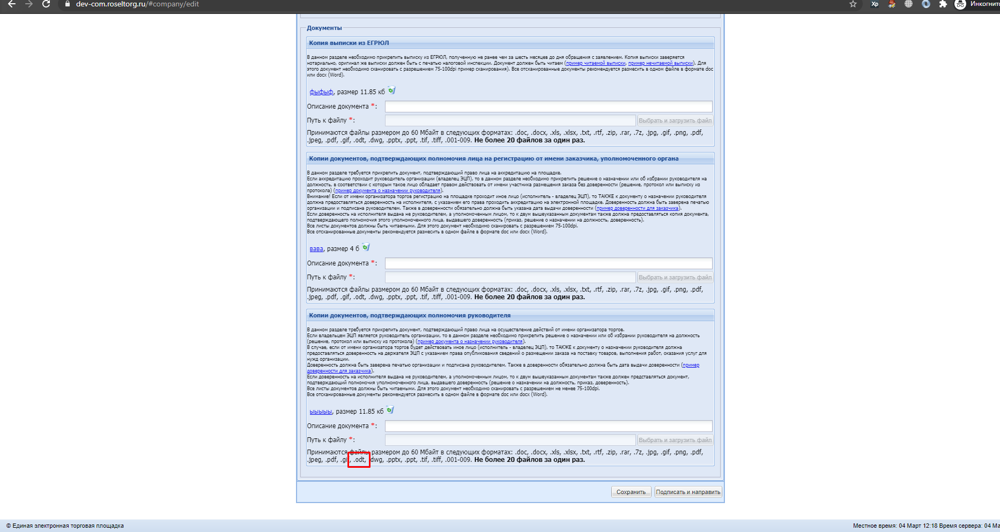 dev-com.roseltorg.ru/#company/edit
Xp
Инкогнито
Документы
Копия выписки из ЕГРЮЛ
В данном разделе необходимо прикрепить выписку из ЕГРЮЛ, полученную не ранее чем за шесть месяцев до дня обращения с заявлением. Копия выписки заверяется
нотариально, оригинал же выписки должен быть с печатью налоговой инспекции. Документ должен быть читаем (пример читаемой выписки, пример нечитаемой выписки). Для
этого документ необходимо сканировать с разрешением 75-100dpi пример сканирования). Все отсканированные документы рекомендуется размесить в одном файле в формате doc
или docx (Word).
фыфыф, размер 11.85 кб
Описание документа *:
Путь к файлу *:
Выбрать и загрузить файл
Принимаются файлы размером до 60 Мбайт в следующих форматах: .doc, .docx, .xls, .xlsx, .txt, .rtf, .zip, .rar, .7z, .jpg, .gif, .png, .pdf,
.jpeg, .pdf, .gif, .odt, .dwg, .pptx, .ppt, .tif, .tiff, .001-009. Не более 20 файлов за один раз.
Копии документов, подтверждающих полномочия лица на регистрацию от имени заказчика, уполномоченного органа
В данном разделе требуется прикрепить документ, подтверждающий право лица на аккредитацию на площадке.
Если аккредитацию проходит руководитель организации (владелец ЭЦП), то в данном разделе необходимо прикрепить решение о назначении или об избрании руководителя на
должность, в соответствии с которым такое лицо обладает правом действовать от имени участника размещения заказа без доверенности (решение, протокол или выписку из
протокола) (пример документа о назначении руководителя).
Внимание! Если от имени организатора торгов регистрацию на площадке проходит иное лицо (исполнитель - владелец ЭЦП), то ТАКЖЕ к документу о назначении руководителя
должна предоставляться доверенность на исполнителя, с указанием его права проходить аккредитацию на электронной площадке. Доверенность должна быть заверена печатью
организации и подписана руководителем. Также в доверенности обязательно должна быть указана дата выдачи доверенности (пример доверенности для заказчика).
Если доверенность на исполнителя выдана не руководителем, а уполномоченным лицом, то к двум вышеуказанным документам также должна предоставляться копия документа,
подтверждающего полномочия этого уполномоченного лица, выдавшего доверенность (приказ, решение о назначении на должность, доверенность).
Все листы документов должны быть читаемыми. Для этого документ необходимо сканировать с разрешением 75-100dpi.
Все отсканированные документы рекомендуется размесить в одном файле в формате doc или docx (Word).
вава, размер 4 б
Описание документа *:
Путь к файлу *:
Выбрать и загрузить файл
Принимаются файлы размером до 60 Мбайт в следующих форматах: .doc, .docx, .xls, .xlsx, .txt, .rtf, .zip, .rar, .7z, .jpg, .gif, .png, .pdf,
.jpeg, .pdf, .gif, .odt, .dwg, .pptx, .ppt, .tif, .tiff, .001-009. Не более 20 файлов за один раз.
Копии документов, подтверждающих полномочия руководителя
В данном разделе требуется прикрепить документ, подтверждающий право лица на осуществление действий от имени организатора торгов.
Если владельцем ЭЦП является руководитель организации, то в данном разделе необходимо прикрепить решение о назначении или об избрании руководителя на должность
(решение, протокол или выписку из протокола) (пример документа о назначении руководителя).
В случае, если от имени организатора торгов будет действовать иное лицо (исполнитель - владелец ЭЦП), то ТАКЖЕ к документу о назначении руководителя должна
предоставляться доверенность на держателя ЭЦП с указанием права опубликования сведений о размещении заказа на поставку товаров, выполнения работ, оказания услуг для
нужд организации.
Доверенность должна быть заверена печатью организации и подписана руководителем. Также в доверенности обязательно должна быть дата выдачи доверенности (пример
доверенности для заказчика).
Если доверенность на исполнителя выдана не руководителем, а уполномоченным лицом, то к двум вышеуказанным документам также должен представляться документ,
подтверждающий полномочия уполномоченного лица, выдавшего доверенность (решение о назначении на должность, приказ, доверенность).
Все листы документов должны быть читаемыми. Для этого документ необходимо сканировать с разрешением не менее 75-100dpi.
Все отсканированные документы рекомендуется размесить в одном файле в формате doc или docx (Word).
ыыыыы, размер 11.85 кб
Описание документа *:
Путь к файлу *:
Выбрать и загрузить файл
Принимаются файлы размером до 60 Мбайт в следующих форматах: .doc, .docx, .xls, .xlsx, .txt, .rtf, .zip, .rar, .7z, .jpg, .gif, .png, .pdf,
.jpeg, .pdf, .gif, .odt, .dwg, .pptx, .ppt, .tif, .tiff, .001-009. Не более 20 файлов за один раз.
Сохранить
Подписать и направить
© Единая электронная торговая площадка
Местное время: 04 Март 12:18 Время сервера: 04 Ма